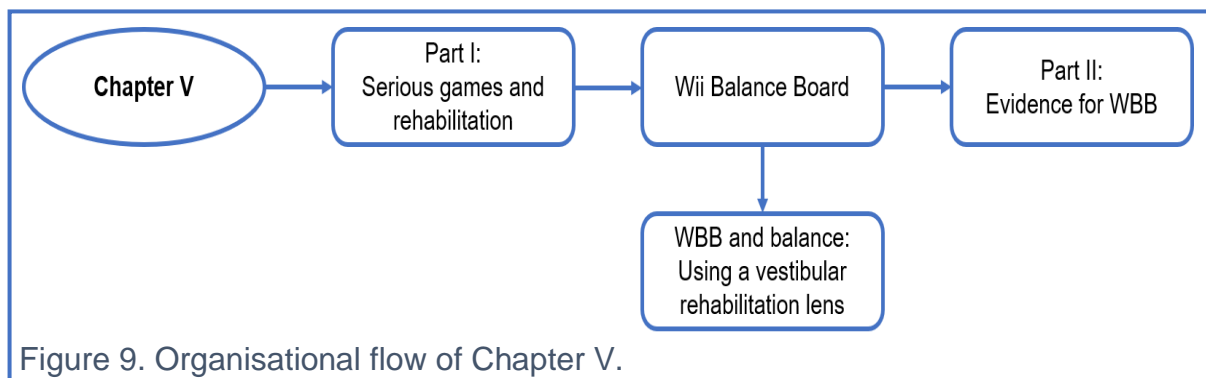 Chapter V
Part I:
Serious games and
rehabilitation
Wii Balance Board
Part II:
Evidence for WBB
WBB and balance:
Using a vestibular
rehabilitation lens
Figure 9. Organisational flow of Chapter V.